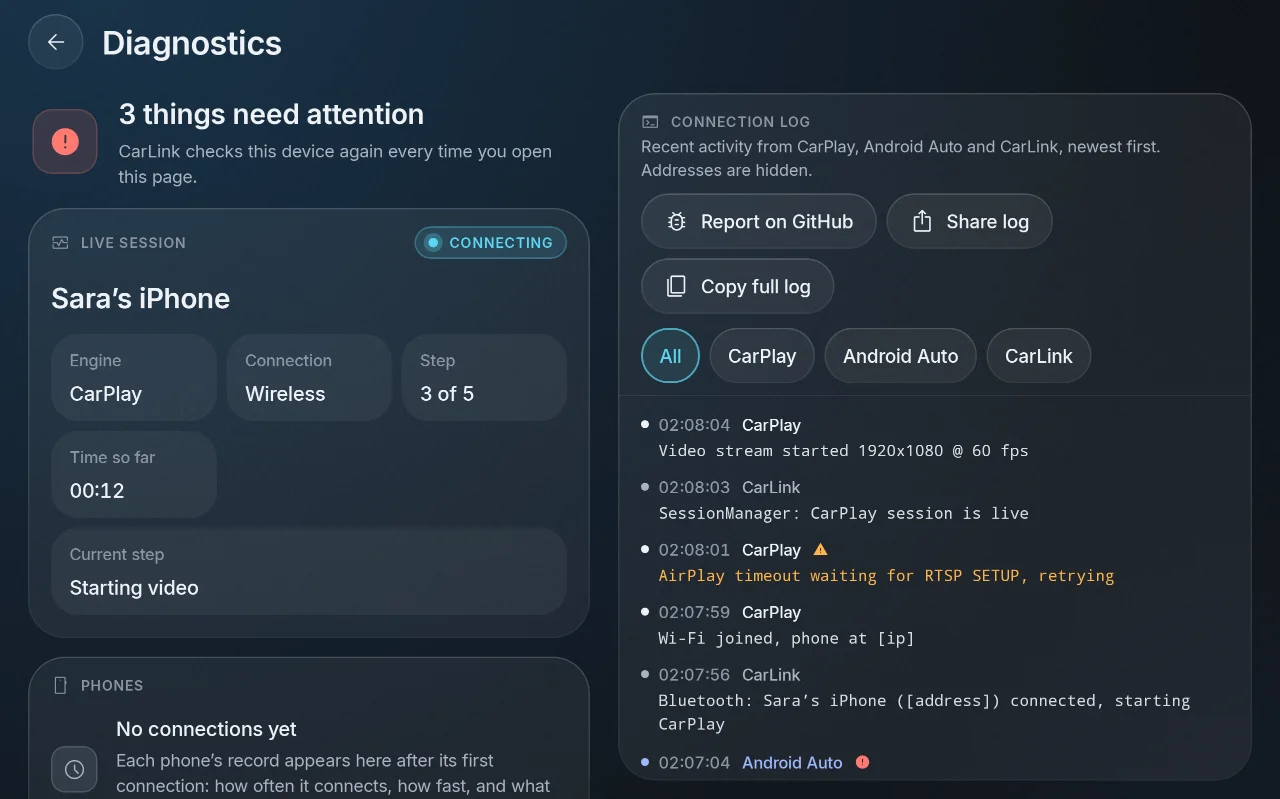 Diagnostics
3 things need attention
CarLink checks this device again every time you open
this page.
LIVE SESSION
CONNECTING
Sara’s iPhone
Engine
CarPlay
Connection
Wireless
Step
3 of 5
Time so far
00:12
Current step
Starting video
PHONES
No connections yet
Each phone’s record appears here after its first
connection: how often it connects, how fast, and what
CONNECTION LOG
Recent activity from CarPlay, Android Auto and CarLink, newest first.
Addresses are hidden.
Report on GitHub
Share log
Copy full log
All
CarPlay
Android Auto
CarLink
02:08:04 CarPlay
Video stream started 1920x1080 @ 60 fps
02:08:03 CarLink
SessionManager: CarPlay session is live
02:08:01 CarPlay
AirPlay timeout waiting for RTSP SETUP, retrying
02:07:59 CarPlay
Wi-Fi joined, phone at [ip]
02:07:56 CarLink
Bluetooth: Sara’s iPhone ([address]) connected, starting
CarPlay
02:07:04 Android Auto